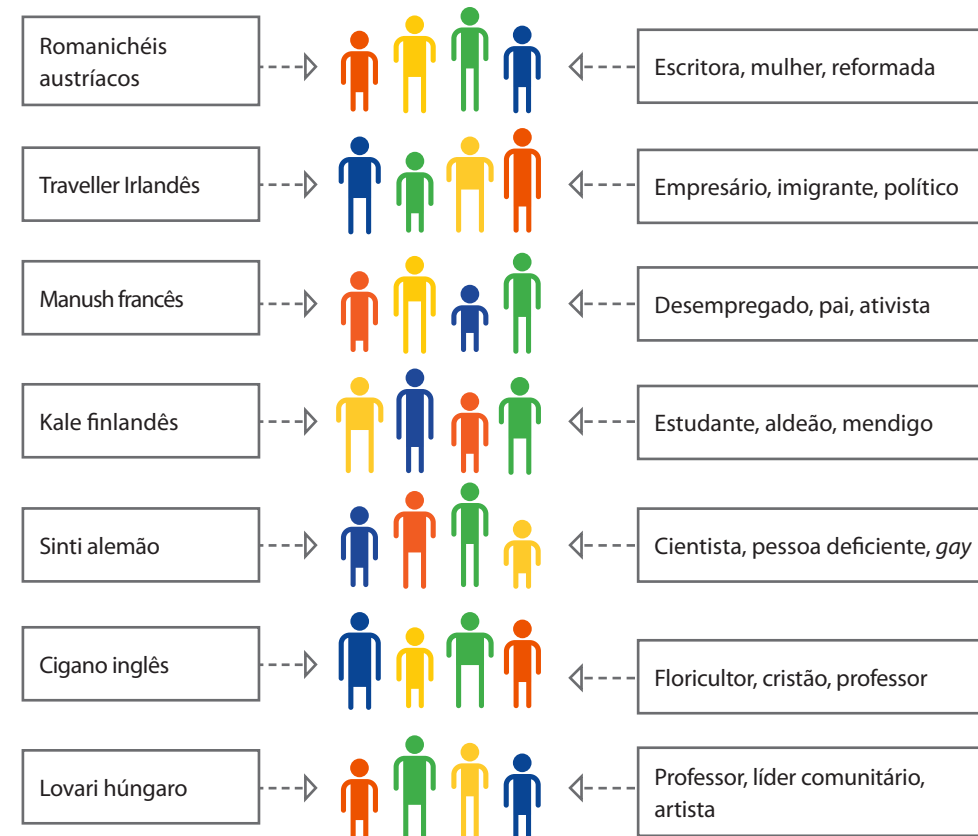 Romanichéis
austríacos
Escritora, mulher, reformada
Traveller Irlandês
Empresário, imigrante, político
Manush francês
Desempregado, pai, ativista
Kale finlandês
Estudante, aldeão, mendigo
Sinti alemão
Cientista, pessoa deficiente, gay
Cigano inglês
Floricultor, cristão, professor
Lovari húngaro
Professor, líder comunitário,
artista